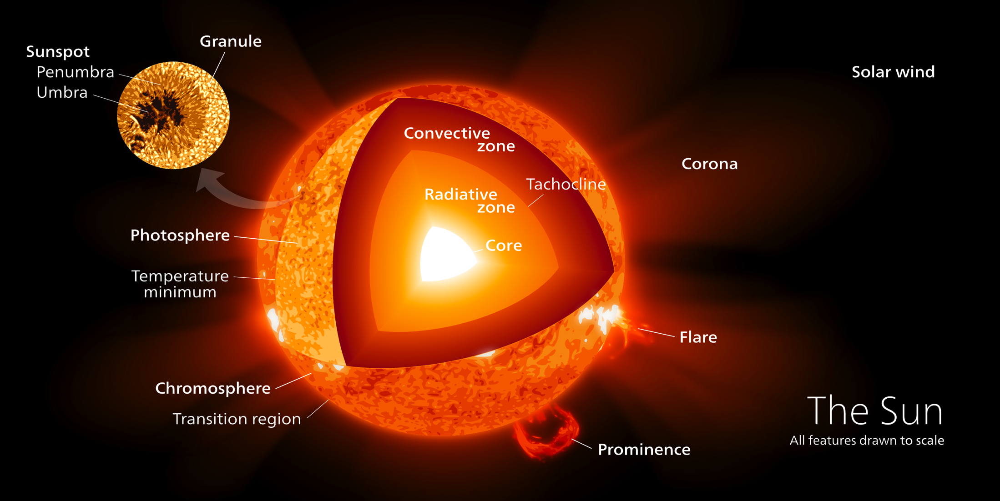 Granule
Sunspot
Penumbra
Umbra
Solar wind
Convective
zone
Corona
Tachocline
Radiative
zone
Photosphere
Core
Temperature
minimum
Flare
Chromosphere
Transition region
The Sun
All features drawn to scale
Prominence